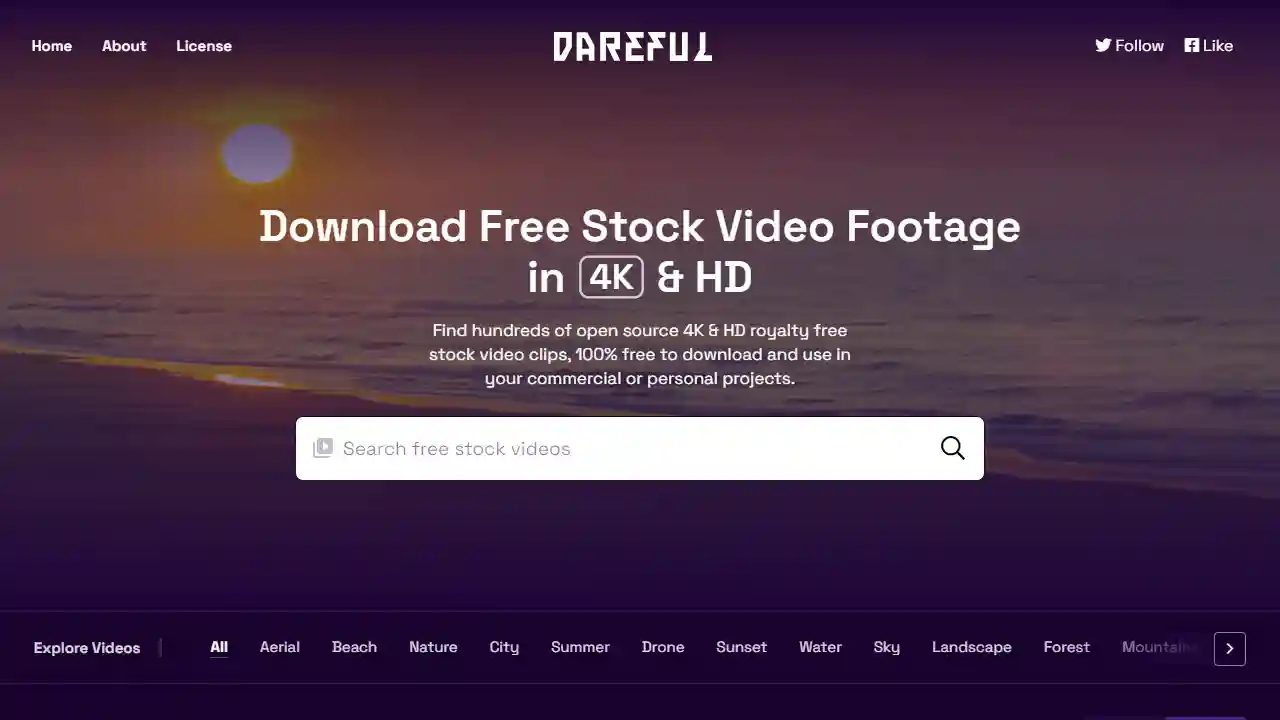 Home About License DAREFUL Follow Like
Download Free Stock Video Footage
in 4K & HD
Find hundreds of open source 4K & HD royalty free
stock video clips, 100% free to download and use in
your commercial or personal projects.
Search free stock videos
Explore Videos All Aerial Beach Nature City Summer Drone Sunset Water Sky Landscape Forest